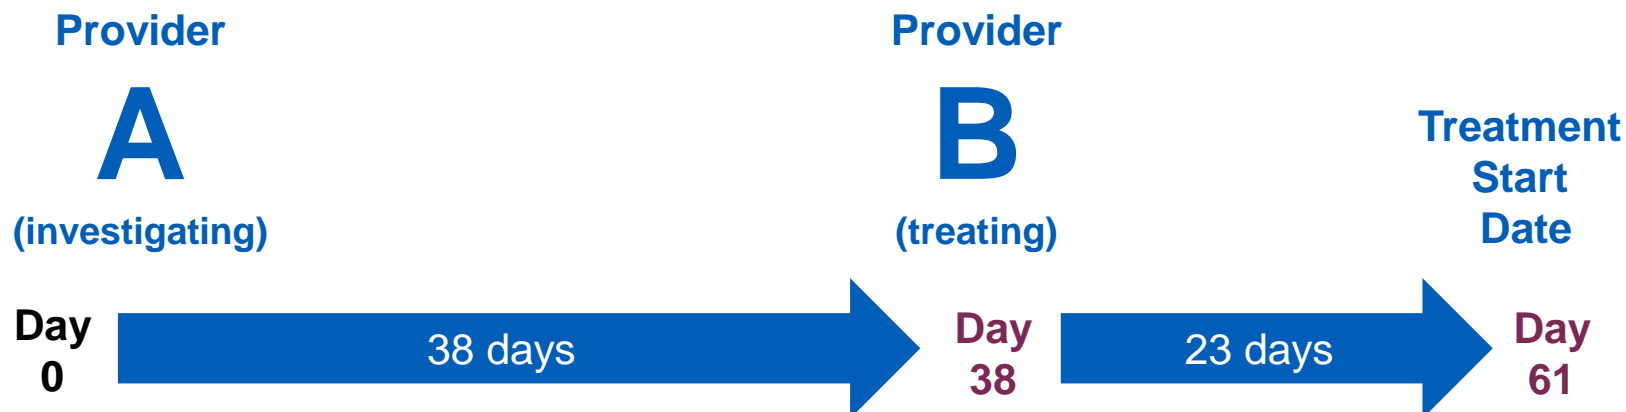 Provider
A
(investigating)
Provider
B
(treating)
Treatment
Start
Date
Day
0
38 days
Day
38
23 days
Day
61